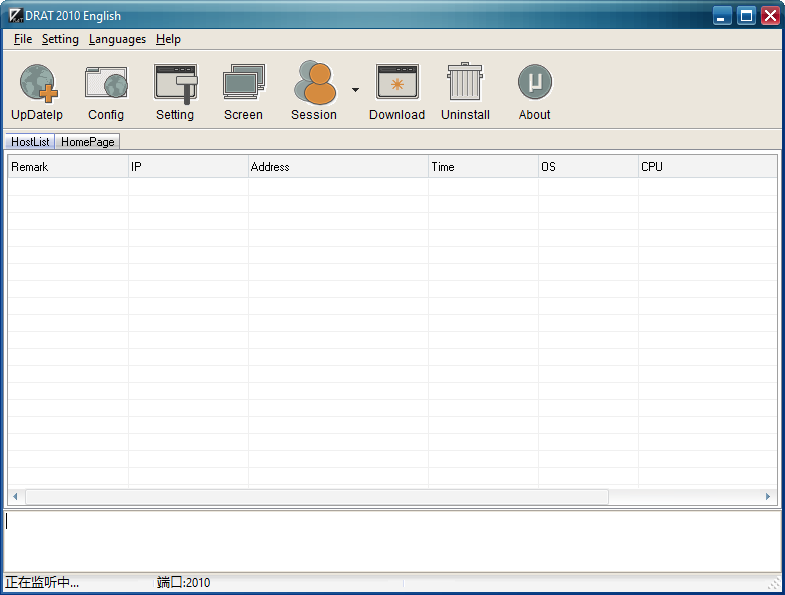 DRAT 2010 English
File Setting Languages Help
UpDateIp Config Setting Screen Session Download Uninstall About
HostList HomePage
Remark IP Address Time OS CPU
正在监听中... 端口:2010